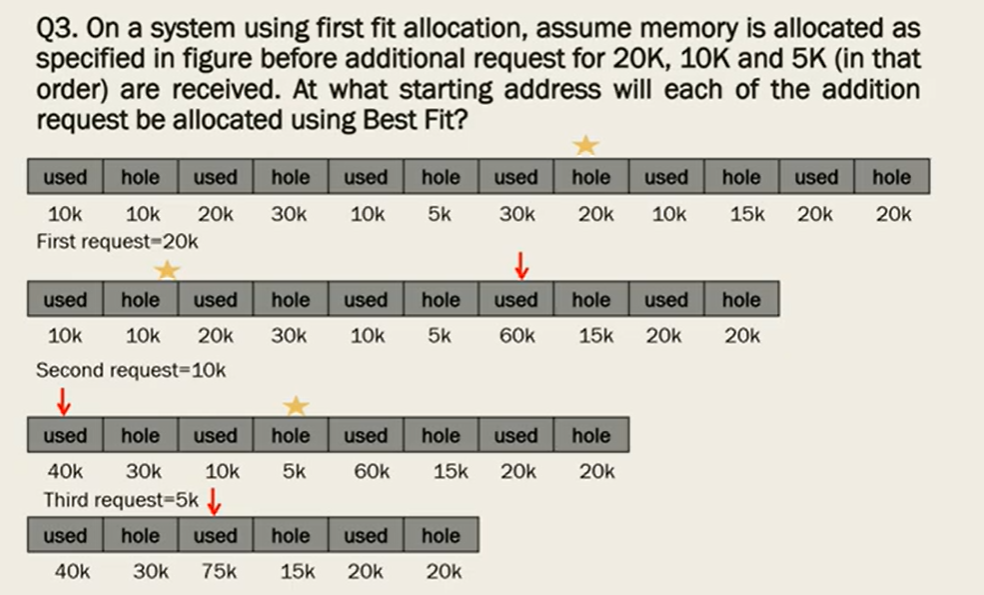 Q3. On a system using first fit allocation, assume memory is allocated as
specified in figure before additional request for 20K, 10K and 5K (in that
order) are received. At what starting address will each of the addition
request be allocated using Best Fit?
used hole used hole used hole used hole used hole used hole
10k 10k 20k 30k 10k 5k 30k 20k 10k 15k 20k 20k
First request=20k
used hole used hole used hole used hole used hole
10k 10k 20k 30k 10k 5k 60k 15k 20k 20k
Second request=10k
used hole used hole used hole used hole
40k 30k 10k 5k 60k 15k 20k 20k
Third request=5k
used hole used hole used hole
40k 30k 75k 15k 20k 20k